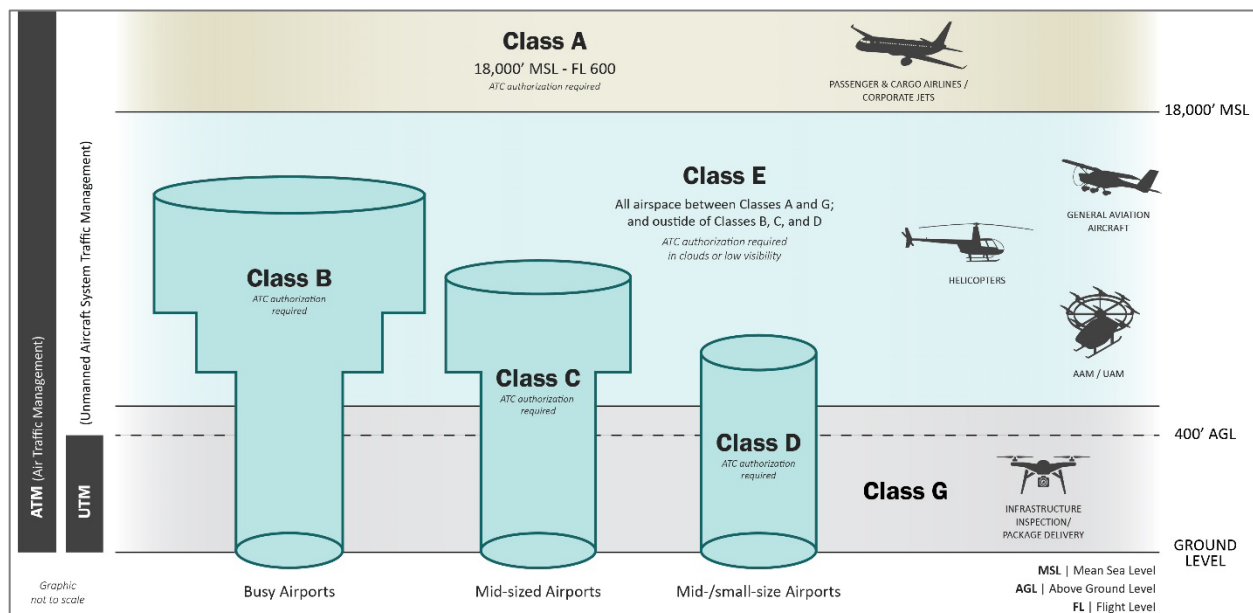 Class A
18,000' MSL - FL 600
ATC authorization required
PASSENGER & CARGO AIRLINES /
CORPORATE JETS
18,000' MSL
ATM (Air Traffic Management)
UTM (Unmanned Aircraft System Traffic Management)
Class E
All airspace between Classes A and G;
and oustide of Classes B, C, and D
ATC authorization required
in clouds or low visibility
GENERAL AVIATION
AIRCRAFT
HELICOPTERS
AAM / UAM
Class B
ATC authorization
required
Class C
ATC authorization
required
Class D
ATC authorization
required
400' AGL
Class G
INFRASTRUCTURE
INSPECTION/
PACKAGE DELIVERY
GROUND
LEVEL
Graphic
not to scale
Busy Airports
Mid-sized Airports
Mid-/small-size Airports
MSL | Mean Sea Level
AGL | Above Ground Level
FL | Flight Level